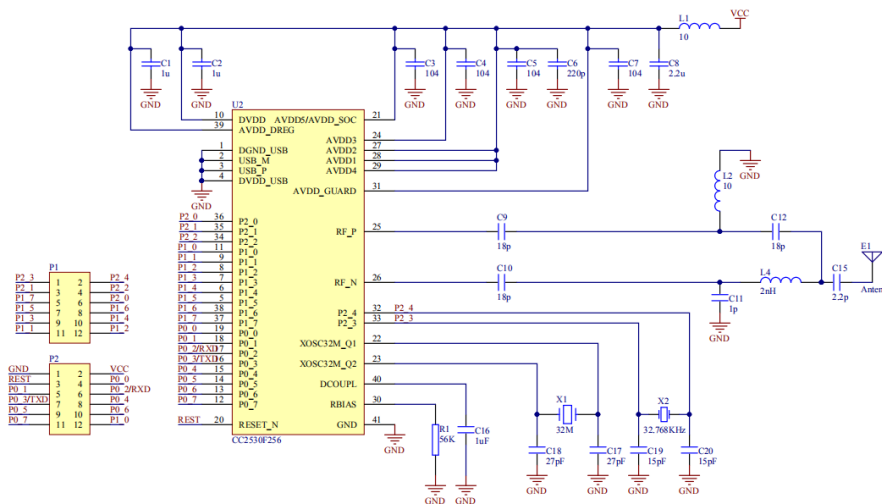 L1
10
VCC
C1
1u
GND
C2
1u
GND
C3
104
GND
C4
104
GND
C5
104
GND
C6
220p
GND
C7
104
GND
C8
2.2u
GND
U2
10 DVDD
39 AVDD_DREG
1 DGND_USB
2 USB_M
3 USB_P
4 DVDD_USB
GND
AVDD5/AVDD_SOC 21
AVDD3 24
AVDD2 27
AVDD1 28
AVDD4 29
AVDD_GUARD 31
P2_0 36 P2_0
P2_1 35 P2_1
P2_2 34 P2_2
P1_0 11 P1_0
P1_1 9 P1_1
P1_2 8 P1_2
P1_3 7 P1_3
P1_4 6 P1_4
P1_5 5 P1_5
P1_6 38 P1_6
P1_7 37 P1_7
P0_0 19 P0_0
P0_1 18 P0_1
P0_2/RXD 17 P0_2
P0_3/TXD 16 P0_3
P0_4 15 P0_4
P0_5 14 P0_5
P0_6 13 P0_6
P0_7 12 P0_7
REST 20 RESET_N
RF_P 25
RF_N 26
P2_4 32 P2_4
P2_3 33 P2_3
XOSC32M_Q1 22
XOSC32M_Q2 23
DCOUPL 40
RBIAS 30
GND 41
GND
CC2530F256
C9
18p
C10
18p
L2
10
GND
C12
18p
C11
1p
GND
L4
2nH
C15
2.2p
E1
Anten
P1
P2_3 1 2 P2_4
P2_1 3 4 P2_2
P1_7 5 6 P2_0
P1_5 7 8 P1_6
P1_3 9 10 P1_4
P1_1 11 12 P1_2
P2
GND 1 2 VCC
REST 3 4 P0_0
P0_1 5 6 P0_2/RXD
P0_3/TXD 7 8 P0_4
P0_5 9 10 P0_6
P0_7 11 12 P1_0
R1
56K
GND
C16
1uF
GND
X1
32M
X2
32.768KHz
C18
27pF
GND
C17
27pF
GND
C19
15pF
GND
C20
15pF
GND